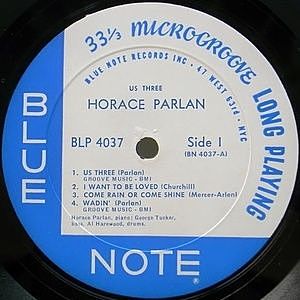 33⅓ MICROGROOVE LONG PLAYING
BLUE NOTE RECORDS INC • 47 WEST 63rd • NYC
US THREE
HORACE PARLAN
BLP 4037 Side 1
(BN 4037-A)
1. US THREE (Parlan)
GROOVE MUSIC - BMI
2. I WANT TO BE LOVED (Churchill)
3. COME RAIN OR COME SHINE (Mercer-Arlen)
4. WADIN' (Parlan)
GROOVE MUSIC - BMI
Horace Parlan, piano; George Tucker,
bass, Al Harewood, drums.
BLUE
NOTE
®